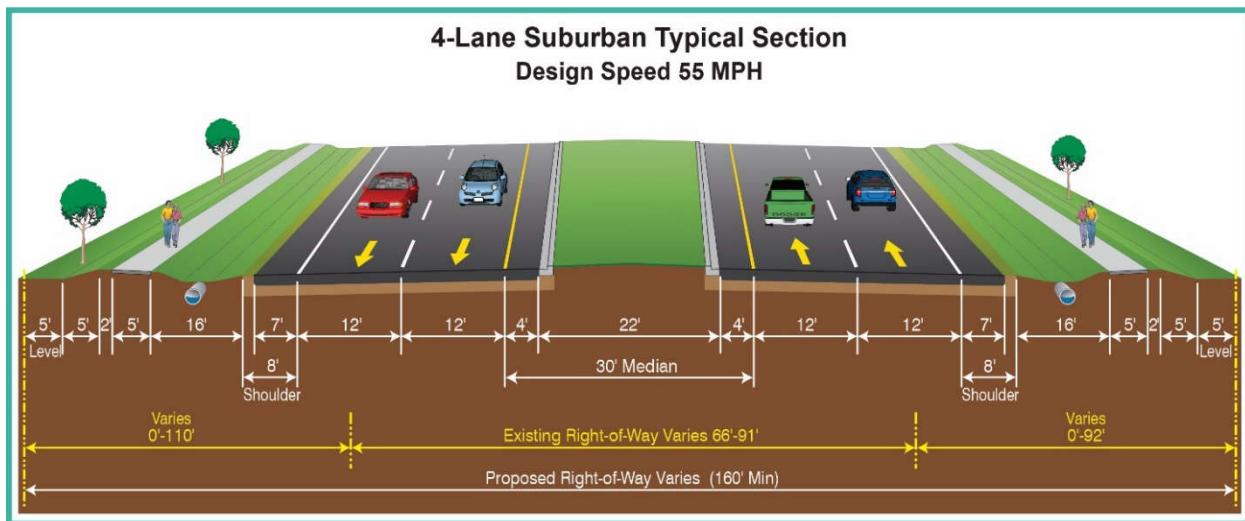 4-Lane Suburban Typical Section
Design Speed 55 MPH
DODGE
5' 5' 2' 5' 16' 7' 12' 12' 4' 22' 4' 12' 12' 7' 16' 5' 2' 5' 5'
Level 8' 30' Median 8' Level
Shoulder Shoulder
Varies Existing Right-of-Way Varies 66'-91' Varies
0'-110' 0'-92'
Proposed Right-of-Way Varies (160' Min)